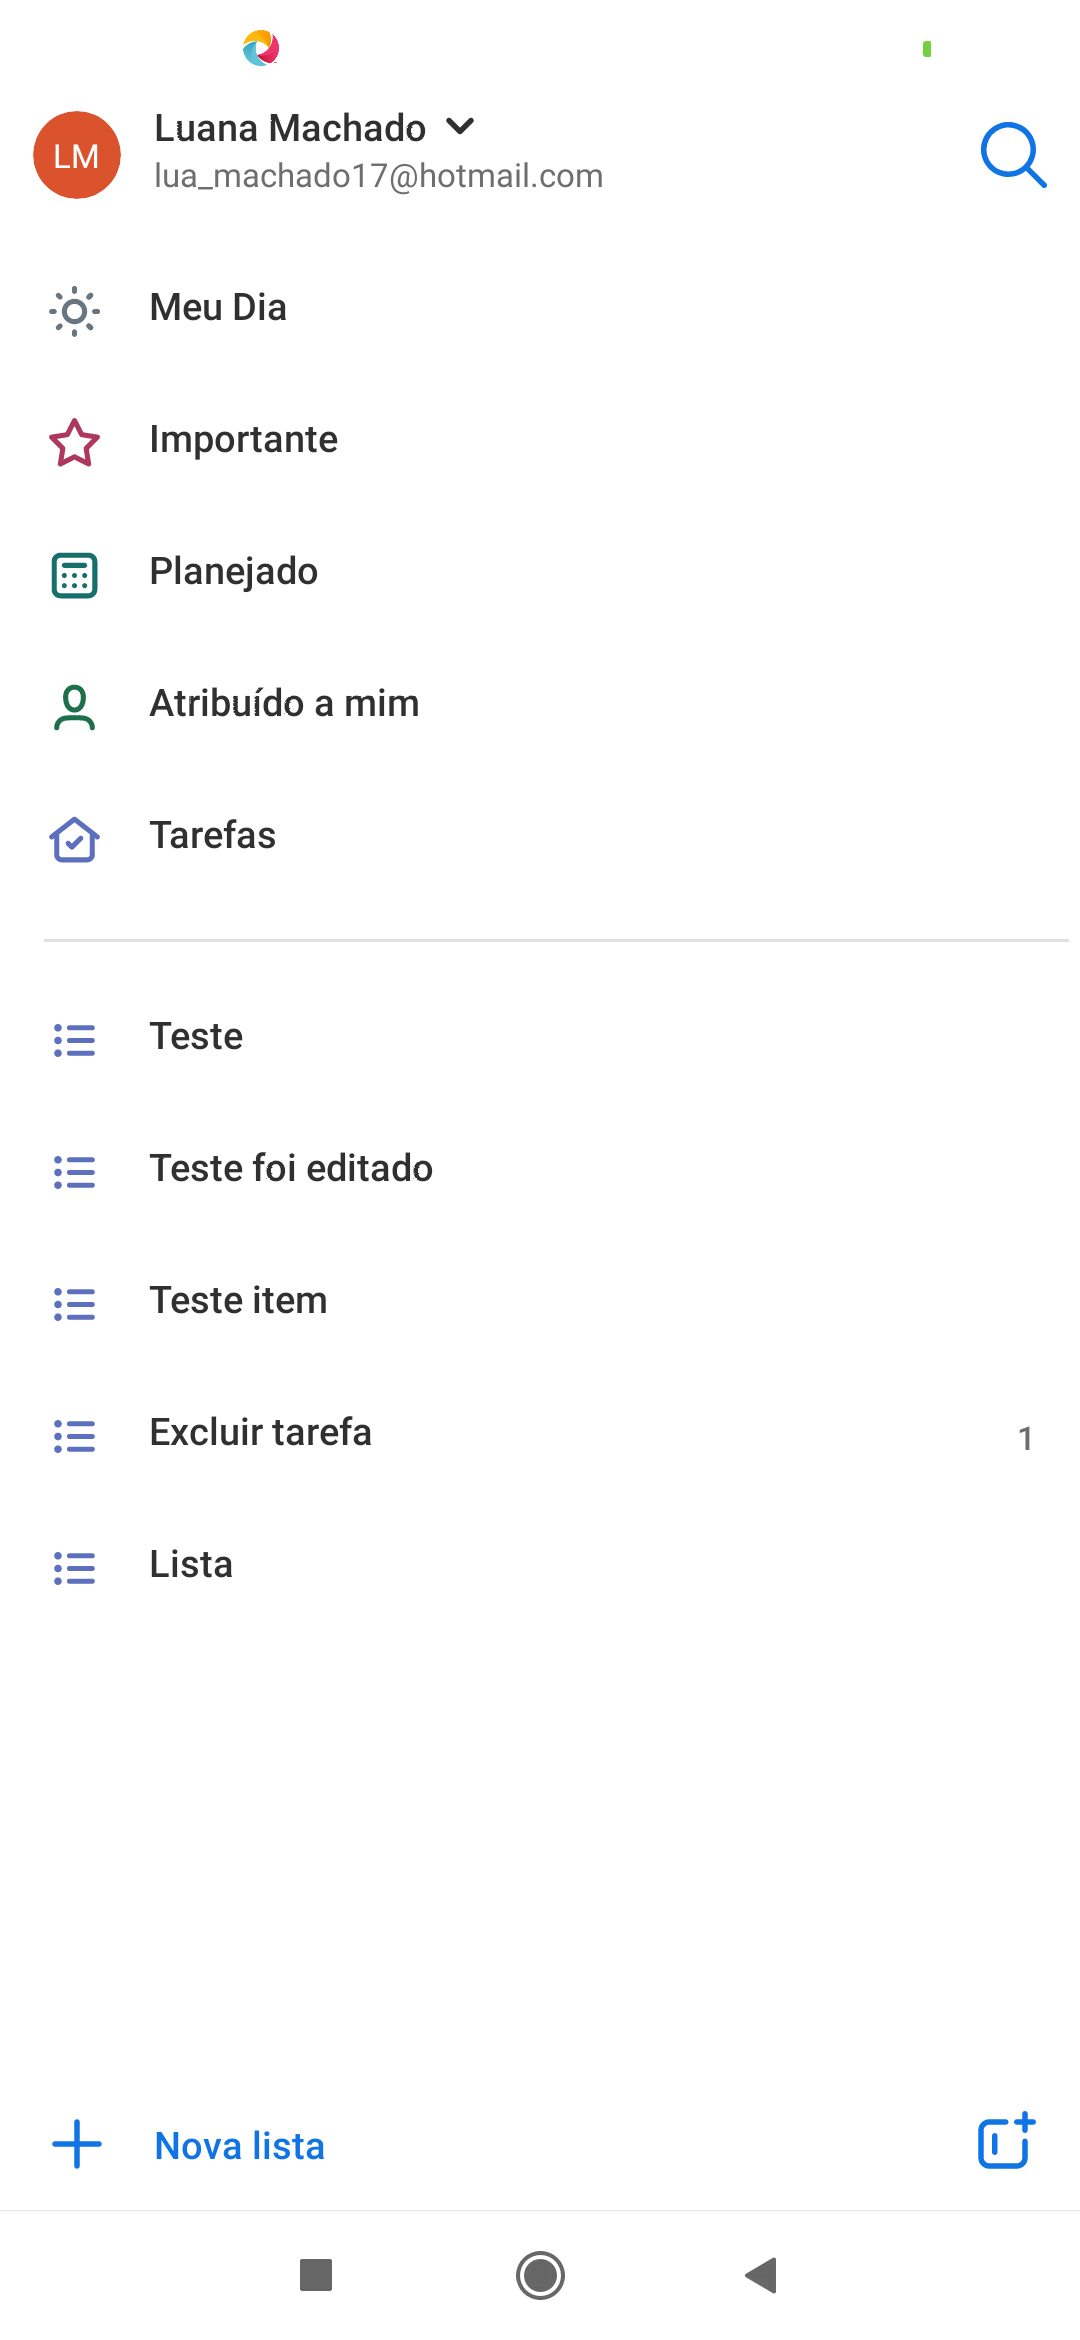 LM
Luana Machado
lua_machado17@hotmail.com
Meu Dia
Importante
Planejado
Atribuído a mim
Tarefas
Teste
Teste foi editado
Teste item
Excluir tarefa 1
Lista
Nova lista